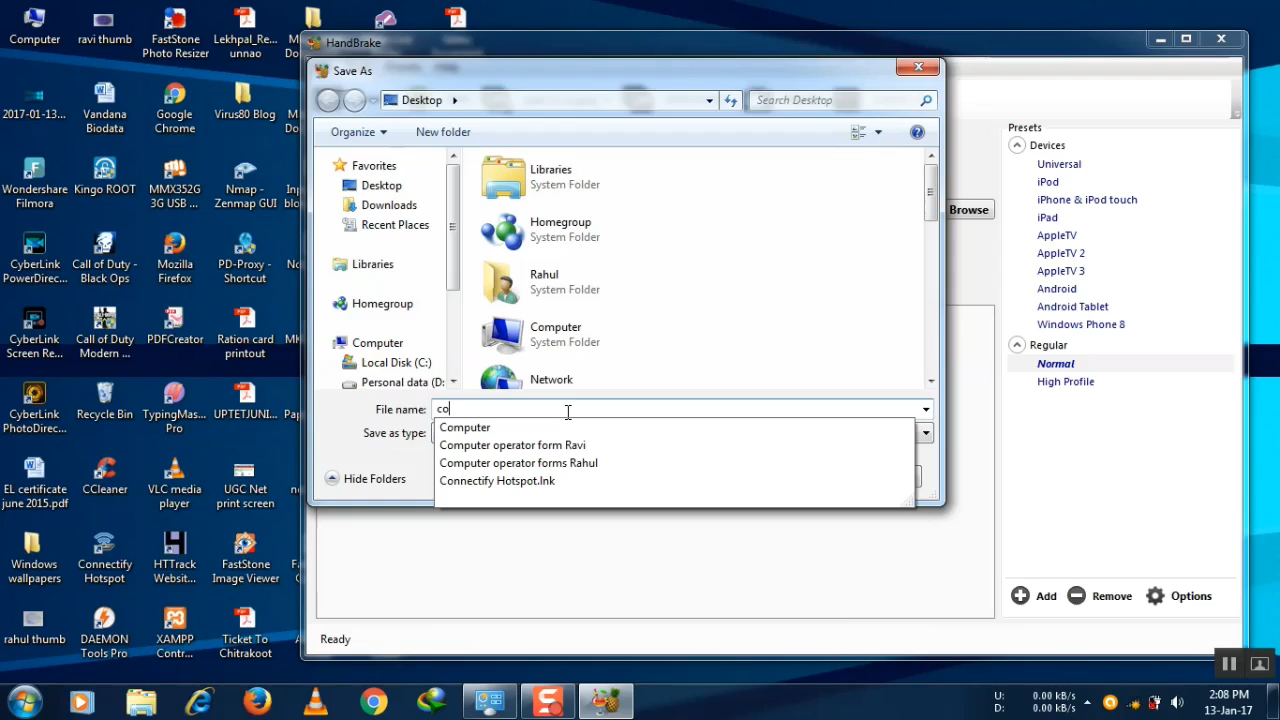 Computer
ravi thumb
FastStone
Photo Resizer
Lekhpal_Re...
unnao
HandBrake
Save As
Desktop
Search Desktop
Organize
New folder
Favorites
Desktop
Downloads
Recent Places
Libraries
Homegroup
Computer
Local Disk (C:)
Personal data (D:
Libraries
System Folder
Homegroup
System Folder
Rahul
System Folder
Computer
System Folder
Network
File name:
co
Save as type:
Computer
Computer operator form Ravi
Computer operator forms Rahul
Connectify Hotspot.lnk
Hide Folders
Browse
Presets
Devices
Universal
iPod
iPhone & iPod touch
iPad
AppleTV
AppleTV 2
AppleTV 3
Android
Android Tablet
Windows Phone 8
Regular
Normal
High Profile
Add
Remove
Options
Ready
2017-01-13...
Vandana
Biodata
Google
Chrome
Virus80 Blog
Wondershare
Filmora
Kingo ROOT
MMX352G
3G USB ...
Nmap -
Zenmap GUI
CyberLink
PowerDirec...
Call of Duty -
Black Ops
Mozilla
Firefox
PD-Proxy -
Shortcut
CyberLink
Screen Re...
Call of Duty
Modern ...
PDFCreator
Ration card
printout
CyberLink
PhotoDirec...
Recycle Bin
TypingMas...
Pro
UPTETJUNI...
EL certificate
june 2015.pdf
CCleaner
VLC media
player
UGC Net
print screen
Windows
wallpapers
Connectify
Hotspot
HTTrack
Websit...
FastStone
Image Viewer
rahul thumb
DAEMON
Tools Pro
XAMPP
Contr...
Ticket To
Chitrakoot
U: 0.00 kB/s
D: 0.00 kB/s
2:08 PM
13-Jan-17